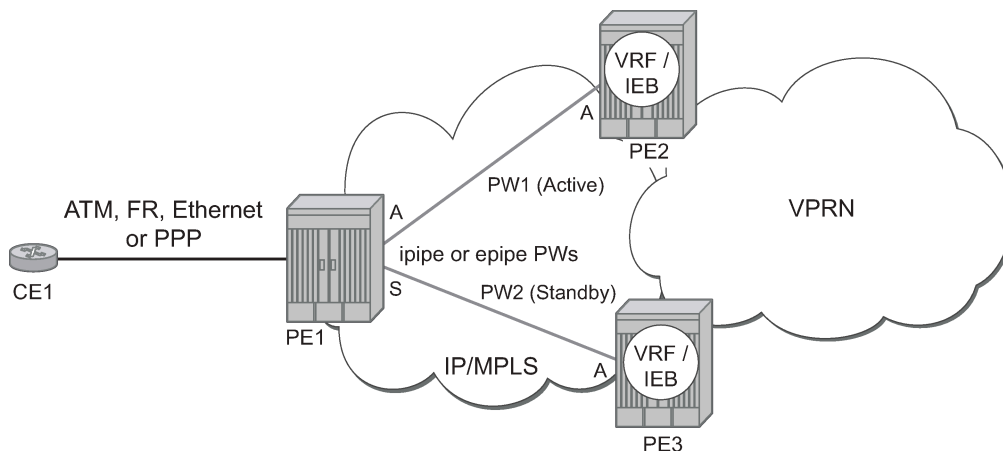 VRF /
IEB
A
PE2
PW1 (Active)
ATM, FR, Ethernet
or PPP
A
VPRN
ipipe or epipe PWs
CE1
S
PW2 (Standby)
PE1
IP/MPLS
VRF /
IEB
A
PE3